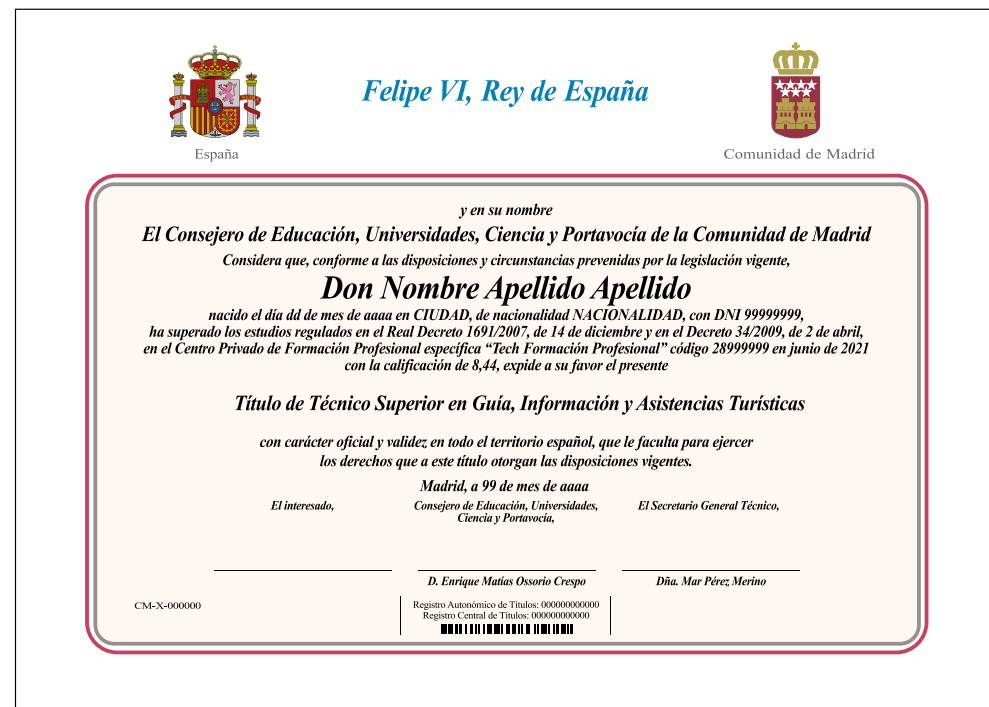 Felipe VI, Rey de España
España
Comunidad de Madrid
y en su nombre
El Consejero de Educación, Universidades, Ciencia y Portavocía de la Comunidad de Madrid
Considera que, conforme a las disposiciones y circunstancias prevenidas por la legislación vigente,
Don Nombre Apellido Apellido
nacido el día dd de mes de aaaa en CIUDAD, de nacionalidad NACIONALIDAD, con DNI 99999999,
ha superado los estudios regulados en el Real Decreto 1691/2007, de 14 de diciembre y en el Decreto 34/2009, de 2 de abril,
en el Centro Privado de Formación Profesional específica “Tech Formación Profesional” código 28999999 en junio de 2021
con la calificación de 8,44, expide a su favor el presente
Título de Técnico Superior en Guía, Información y Asistencias Turísticas
con carácter oficial y validez en todo el territorio español, que le faculta para ejercer
los derechos que a este título otorgan las disposiciones vigentes.
Madrid, a 99 de mes de aaaa
El interesado,
Consejero de Educación, Universidades,
Ciencia y Portavocía,
El Secretario General Técnico,
D. Enrique Matías Ossorio Crespo
Dña. Mar Pérez Merino
CM-X-000000
Registro Autonómico de Títulos: 000000000000
Registro Central de Títulos: 000000000000